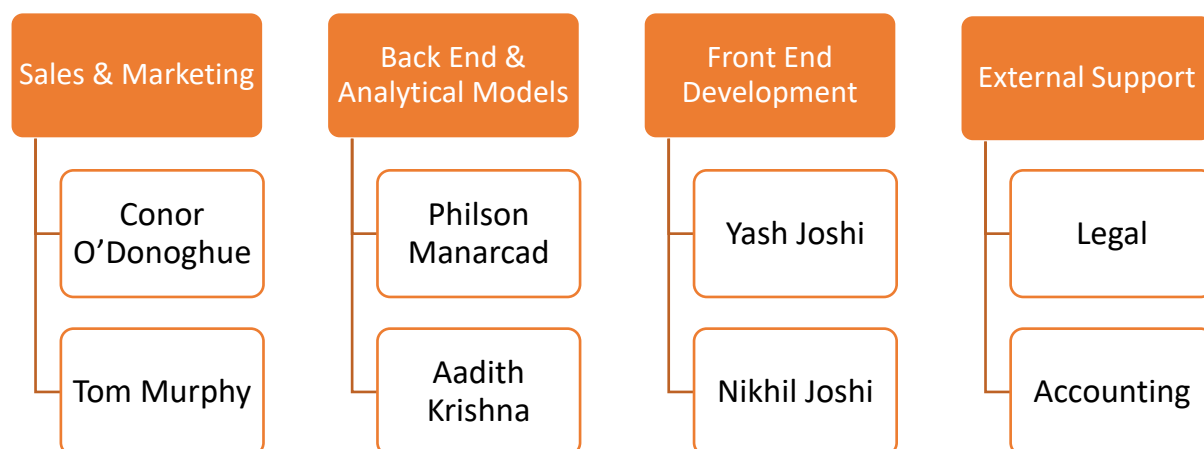 Sales & Marketing
Conor
O’Donoghue
Tom Murphy
Back End &
Analytical Models
Philson
Manarcad
Aadith
Krishna
Front End
Development
Yash Joshi
Nikhil Joshi
External Support
Legal
Accounting